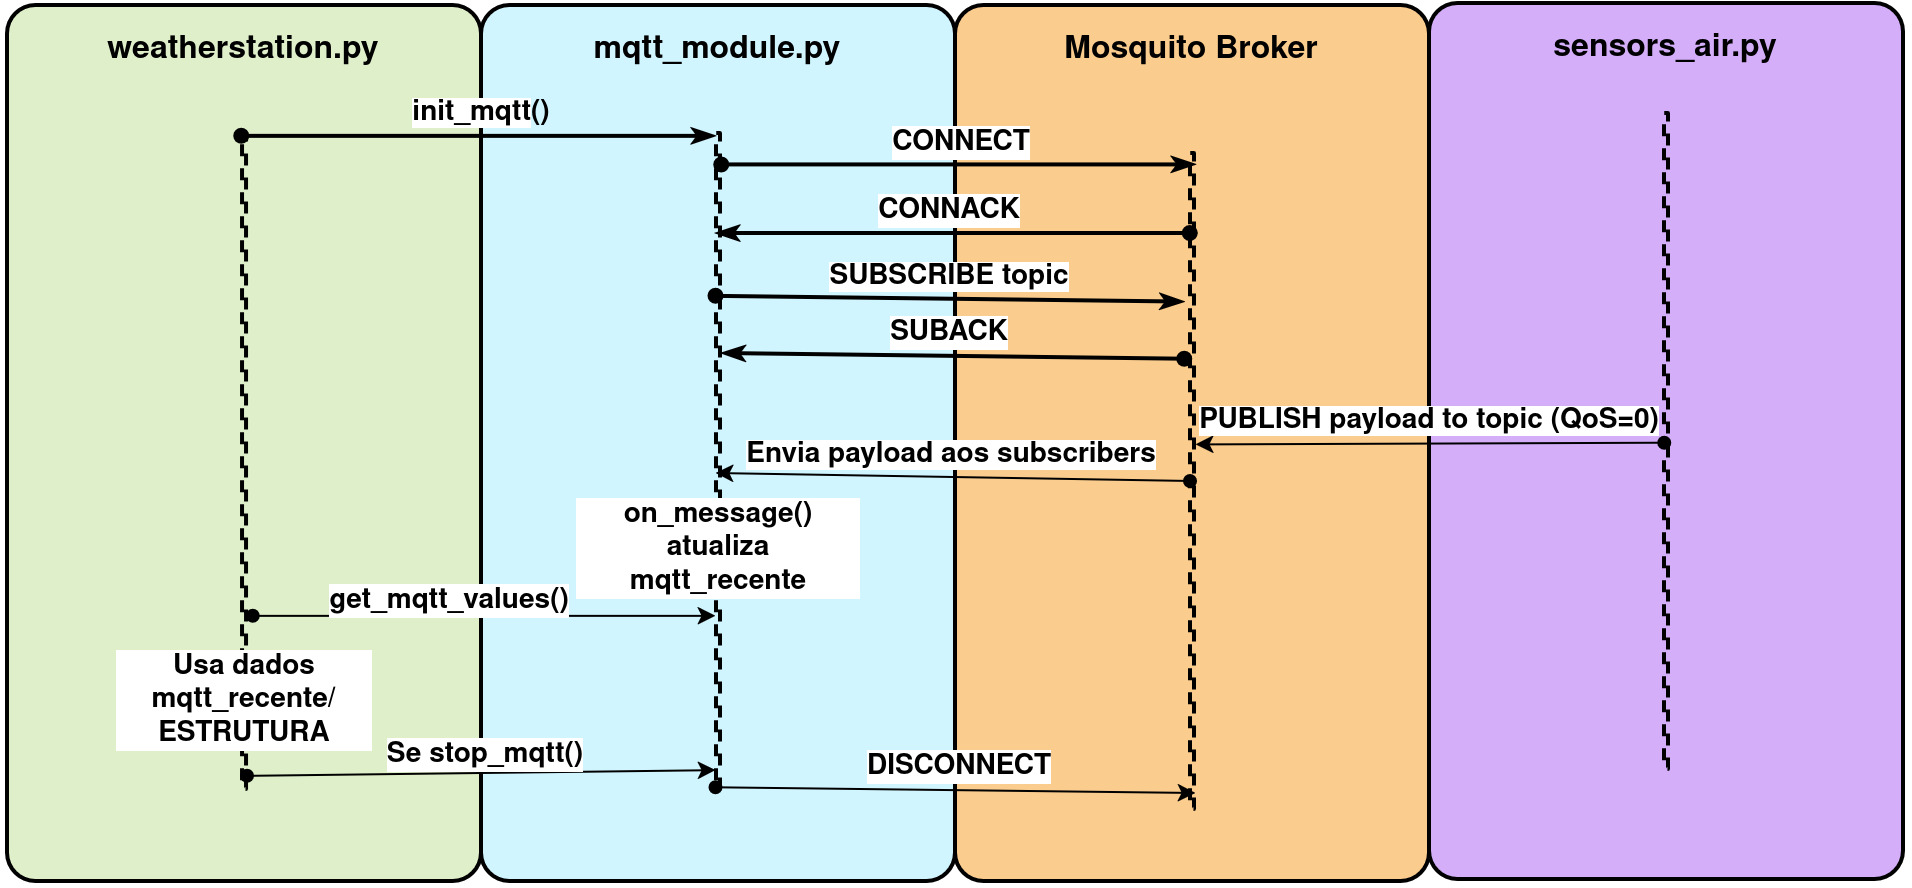 weatherstation.py
mqtt_module.py
Mosquito Broker
sensors_air.py
init_mqtt()
CONNECT
CONNACK
SUBSCRIBE topic
SUBACK
PUBLISH payload to topic (QoS=0)
Envia payload aos subscribers
on_message()
atualiza
mqtt_recente
get_mqtt_values()
Usa dados
mqtt_recente/
ESTRUTURA
Se stop_mqtt()
DISCONNECT